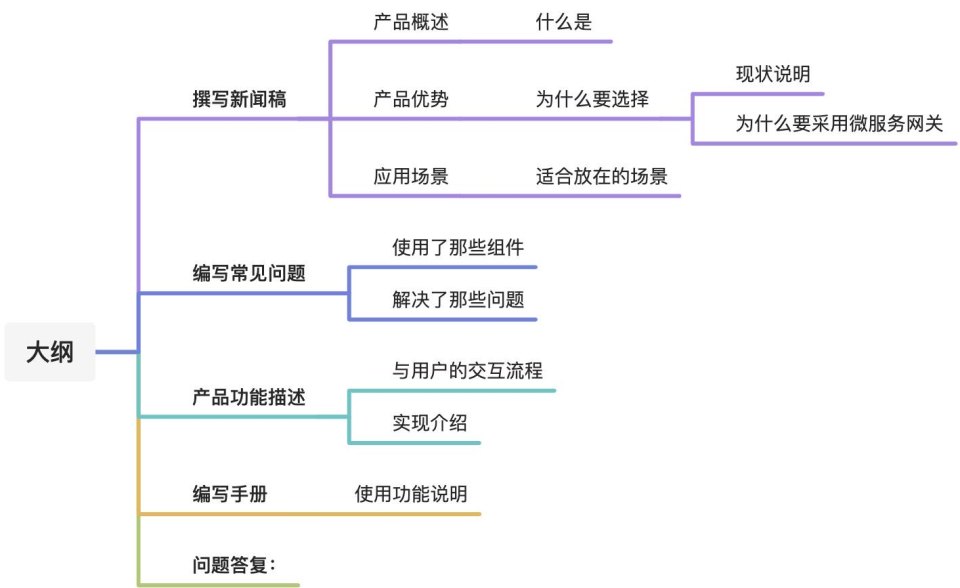 大纲
撰写新闻稿
产品概述
什么是
产品优势
为什么要选择
现状说明
为什么要采用微服务网关
应用场景
适合放在的场景
编写常见问题
使用了那些组件
解决了那些问题
产品功能描述
与用户的交互流程
实现介绍
编写手册
使用功能说明
问题答复：